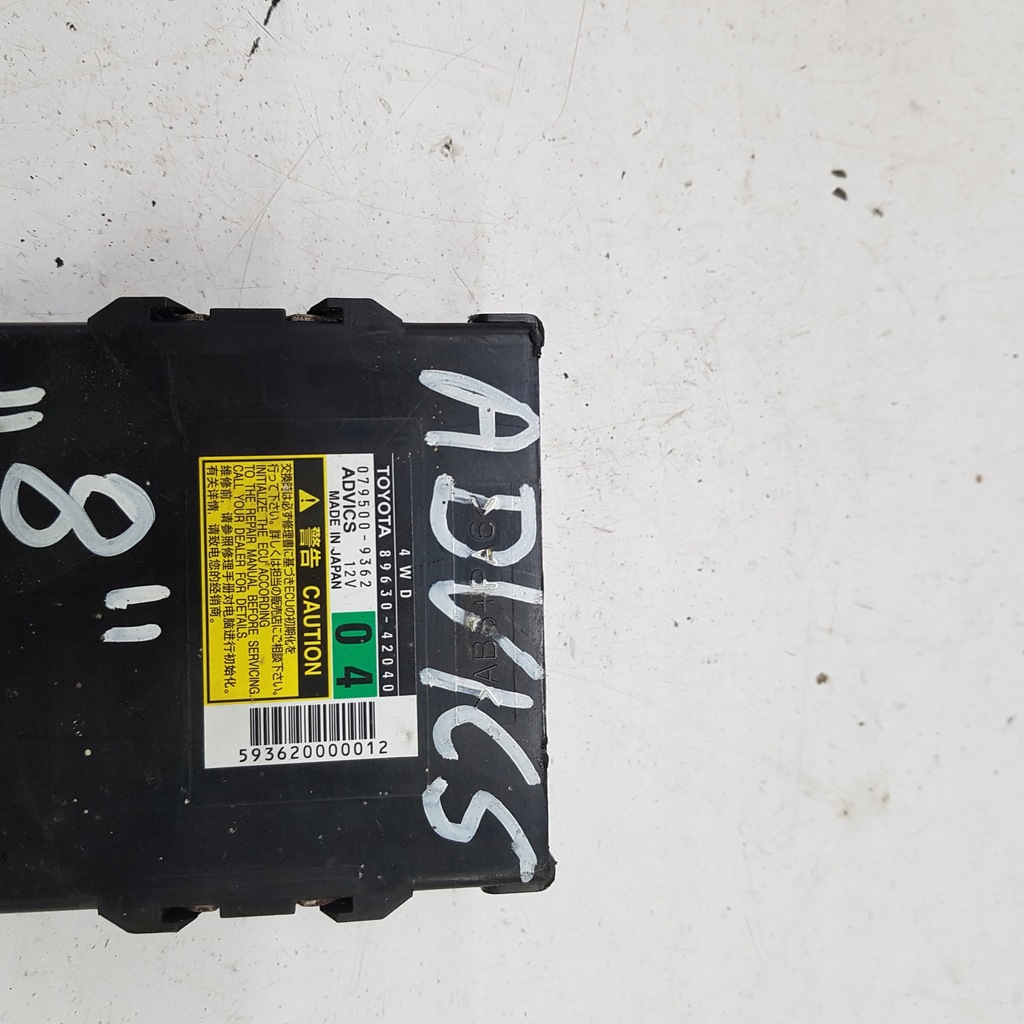 ADVICS
"8"
>ABS+PA6<
4WD
TOYOTA 89630-42040
079500-9362
ADVICS 12V
MADE IN JAPAN
04
警告 CAUTION
交換時は必ず修理書に基づきECUの初期化を
行って下さい。詳しくは担当の販売店にご相談下さい。
INITIALIZE THE ECU ACCORDING
TO THE REPAIR MANUAL BEFORE SERVICING.
CALL YOUR DEALER FOR DETAILS.
维修前，请参照修理手册对电脑进行初始化。
有关详情，请致电您的经销商。
593620000012